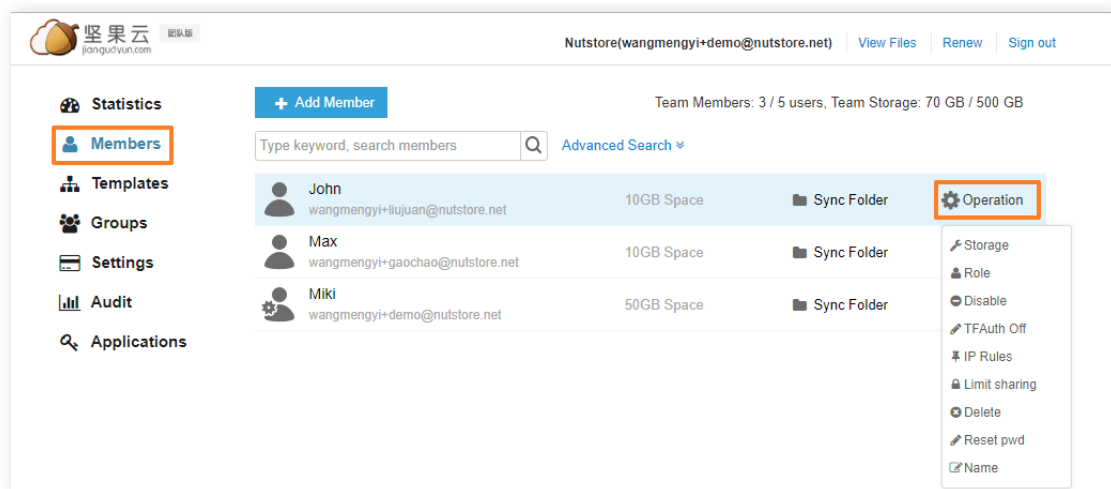 坚果云 团队版
jianguoyun.com
Nutstore(wangmengyi+demo@nutstore.net) View Files Renew Sign out
Statistics
Members
Templates
Groups
Settings
Audit
Applications
Add Member
Team Members: 3 / 5 users, Team Storage: 70 GB / 500 GB
Type keyword, search members Advanced Search
John
wangmengyi+liujuan@nutstore.net
10GB Space Sync Folder Operation
Max
wangmengyi+gaochao@nutstore.net
10GB Space Sync Folder
Miki
wangmengyi+demo@nutstore.net
50GB Space Sync Folder
Storage
Role
Disable
TFAuth Off
IP Rules
Limit sharing
Delete
Reset pwd
Name